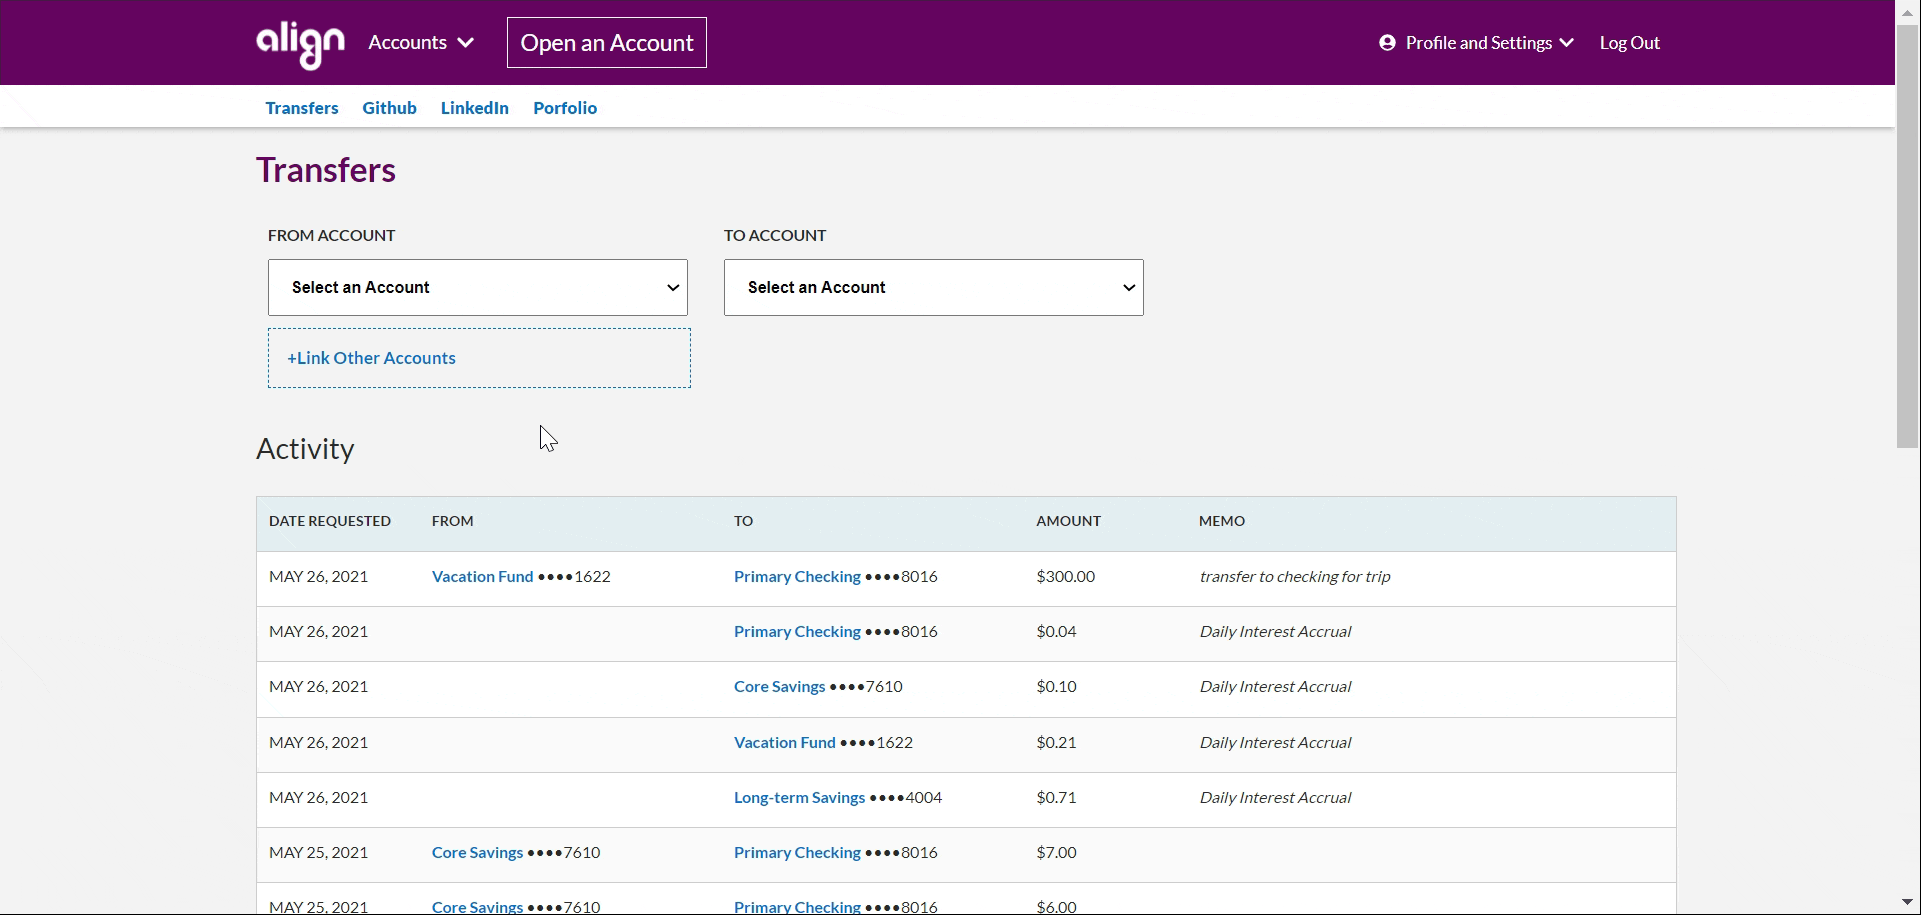 align Accounts Open an Account Profile and Settings Log Out
Transfers Github LinkedIn Porfolio
Transfers
FROM ACCOUNT TO ACCOUNT
Select an Account Select an Account
+Link Other Accounts
Activity
DATE REQUESTED FROM TO AMOUNT MEMO
MAY 26, 2021 Vacation Fund ••••1622 Primary Checking ••••8016 $300.00 transfer to checking for trip
MAY 26, 2021 Primary Checking ••••8016 $0.04 Daily Interest Accrual
MAY 26, 2021 Core Savings ••••7610 $0.10 Daily Interest Accrual
MAY 26, 2021 Vacation Fund ••••1622 $0.21 Daily Interest Accrual
MAY 26, 2021 Long-term Savings ••••4004 $0.71 Daily Interest Accrual
MAY 25, 2021 Core Savings ••••7610 Primary Checking ••••8016 $7.00
MAY 25, 2021 Core Savings ••••7610 Primary Checking ••••8016 $6.00